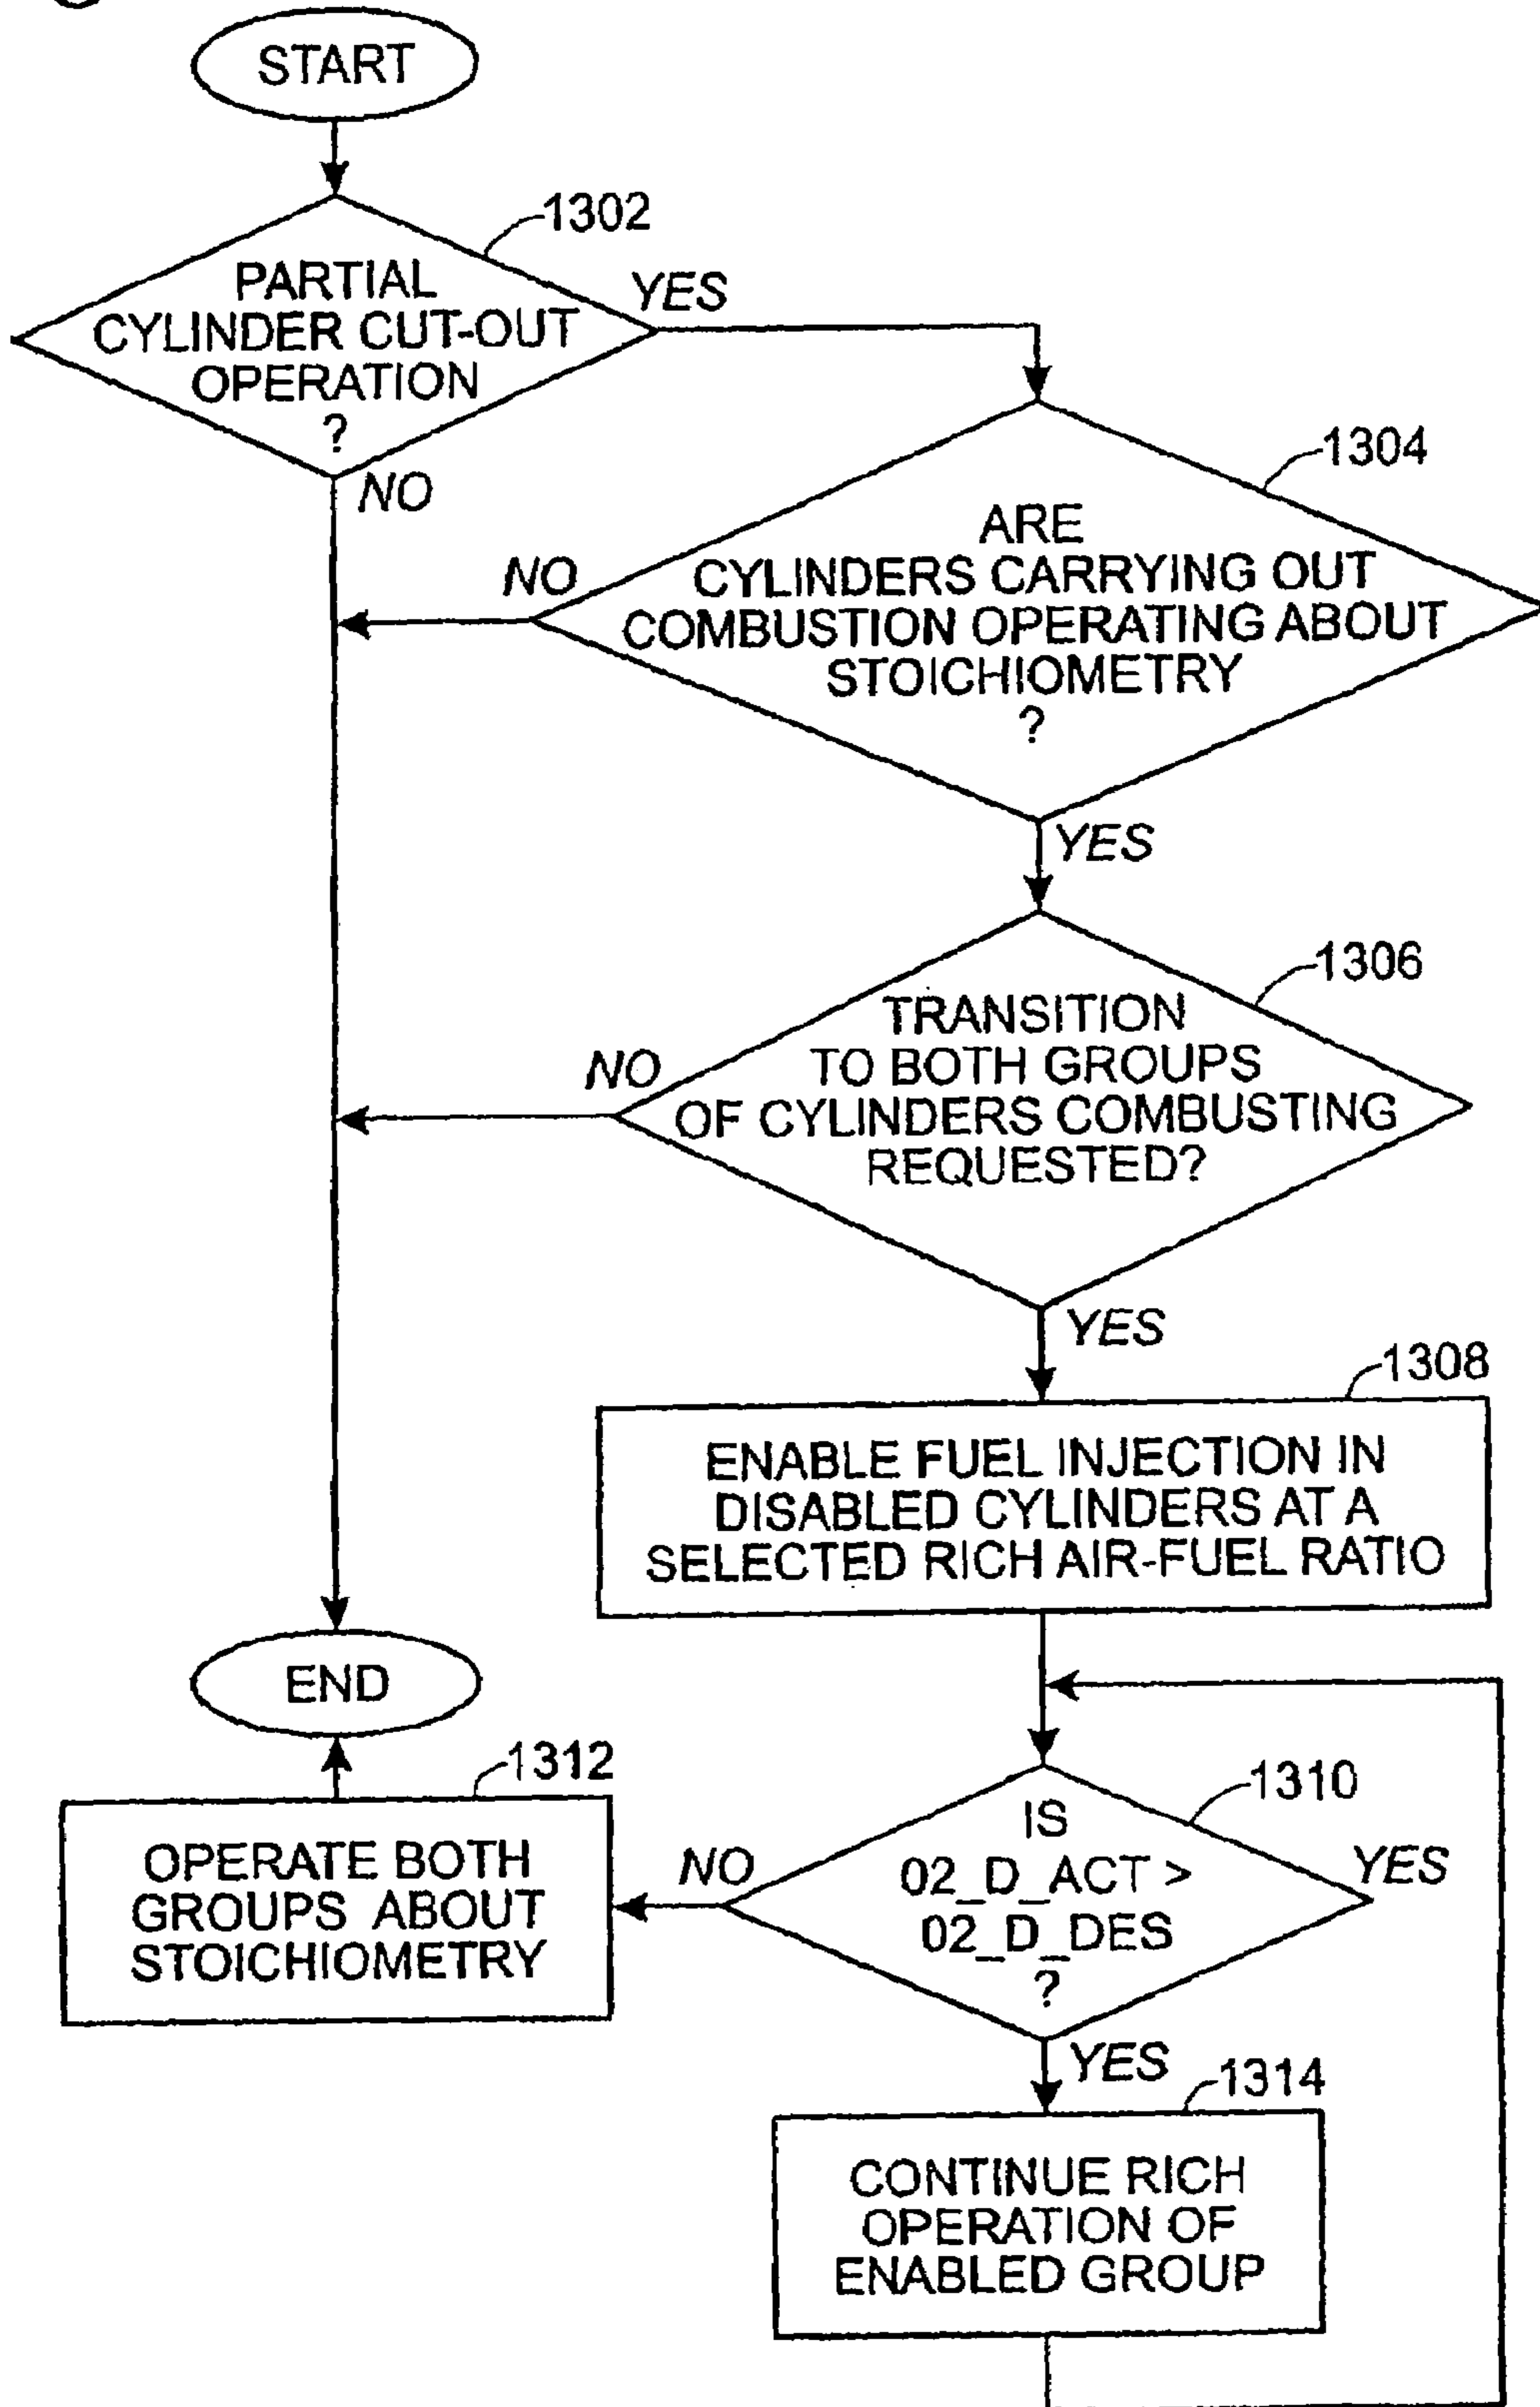 START
1302
PARTIAL
CYLINDER CUT-OUT
OPERATION
?
YES
NO
1304
ARE
CYLINDERS CARRYING OUT
COMBUSTION OPERATING ABOUT
STOICHIOMETRY
?
NO
YES
1306
TRANSITION
TO BOTH GROUPS
OF CYLINDERS COMBUSTING
REQUESTED?
NO
YES
1308
ENABLE FUEL INJECTION IN
DISABLED CYLINDERS AT A
SELECTED RICH AIR-FUEL RATIO
END
1310
IS
02_D_ACT >
02_D_DES
?
YES
NO
1312
OPERATE BOTH
GROUPS ABOUT
STOICHIOMETRY
YES
1314
CONTINUE RICH
OPERATION OF
ENABLED GROUP